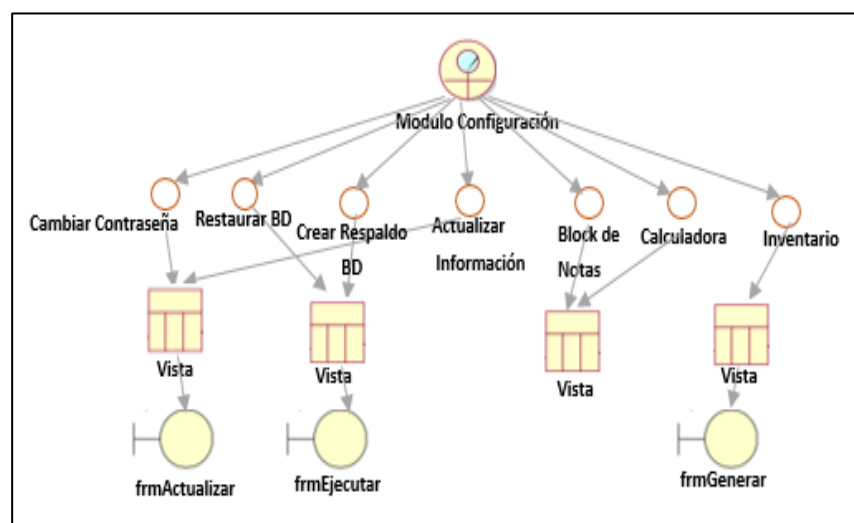 Modulo Configuración
Cambiar Contraseña
Restaurar BD
Crear Respaldo
BD
Actualizar
Información
Block de
Notas
Calculadora
Inventario
Vista
Vista
Vista
Vista
frmActualizar
frmEjecutar
frmGenerar